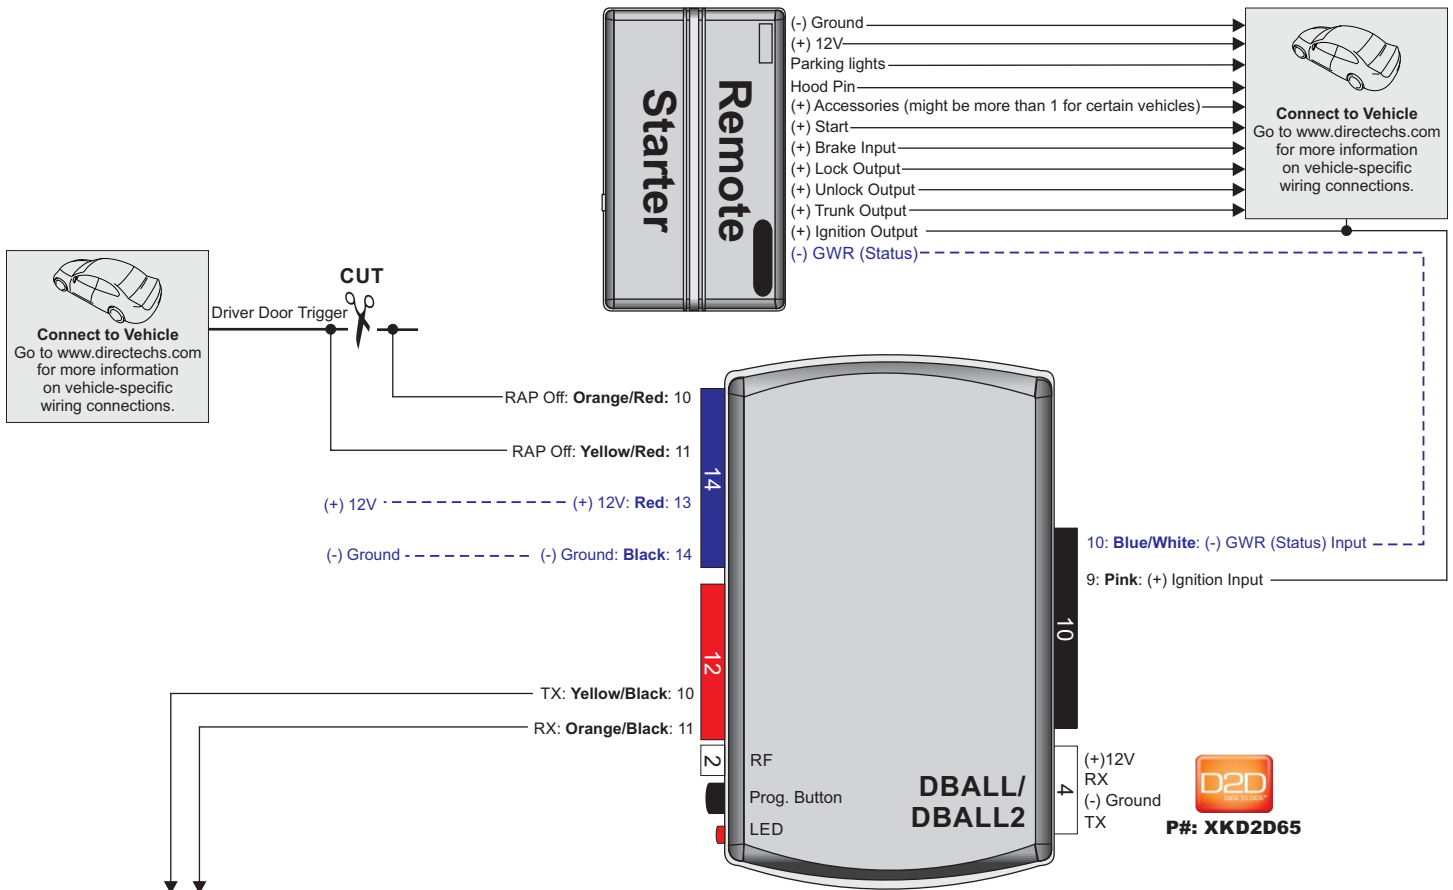 (-) Ground
(+) 12V
Parking lights
Hood Pin
(+) Accessories (might be more than 1 for certain vehicles)
(+) Start
(+) Brake Input
(+) Lock Output
(+) Unlock Output
(+) Trunk Output
(+) Ignition Output
(-) GWR (Status)
Remote
Starter
Connect to Vehicle
Go to www.directechs.com
for more information
on vehicle-specific
wiring connections.
CUT
Driver Door Trigger
Connect to Vehicle
Go to www.directechs.com
for more information
on vehicle-specific
wiring connections.
RAP Off: Orange/Red: 10
RAP Off: Yellow/Red: 11
(+) 12V
(+) 12V: Red: 13
(-) Ground
(-) Ground: Black: 14
14
12
TX: Yellow/Black: 10
RX: Orange/Black: 11
2
RF
Prog. Button
LED
DBALL/
DBALL2
10: Blue/White: (-) GWR (Status) Input
9: Pink: (+) Ignition Input
10
4
(+)12V
RX
(-) Ground
TX
D2D
DATA TO DATA™
P#: XKD2D65